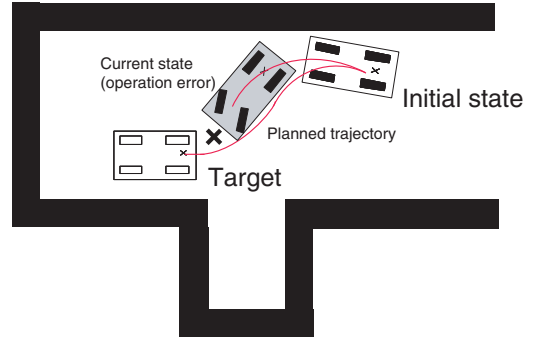 Current state
(operation error)
Initial state
Planned trajectory
Target